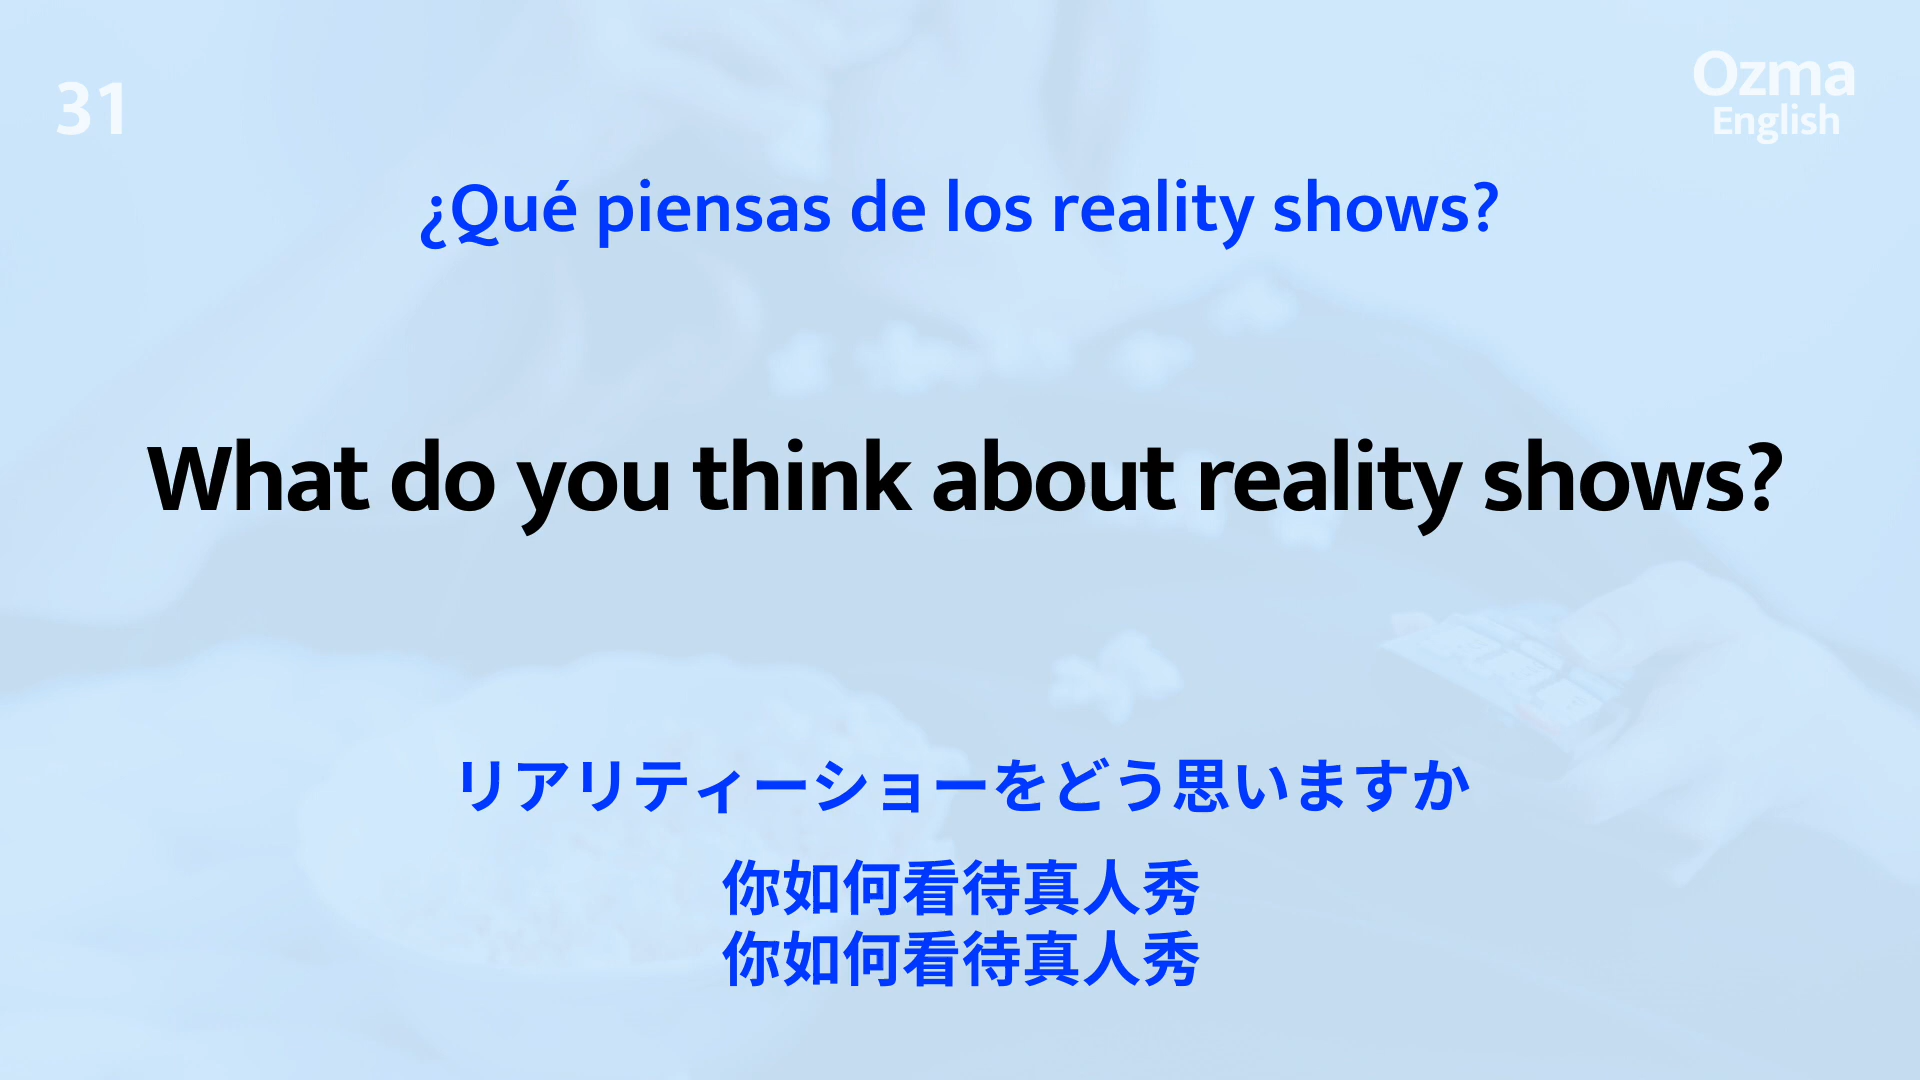 31
Ozma
English
¿Qué piensas de los reality shows?
What do you think about reality shows?
リアリティーショーをどう思いますか
你如何看待真人秀
你如何看待真人秀